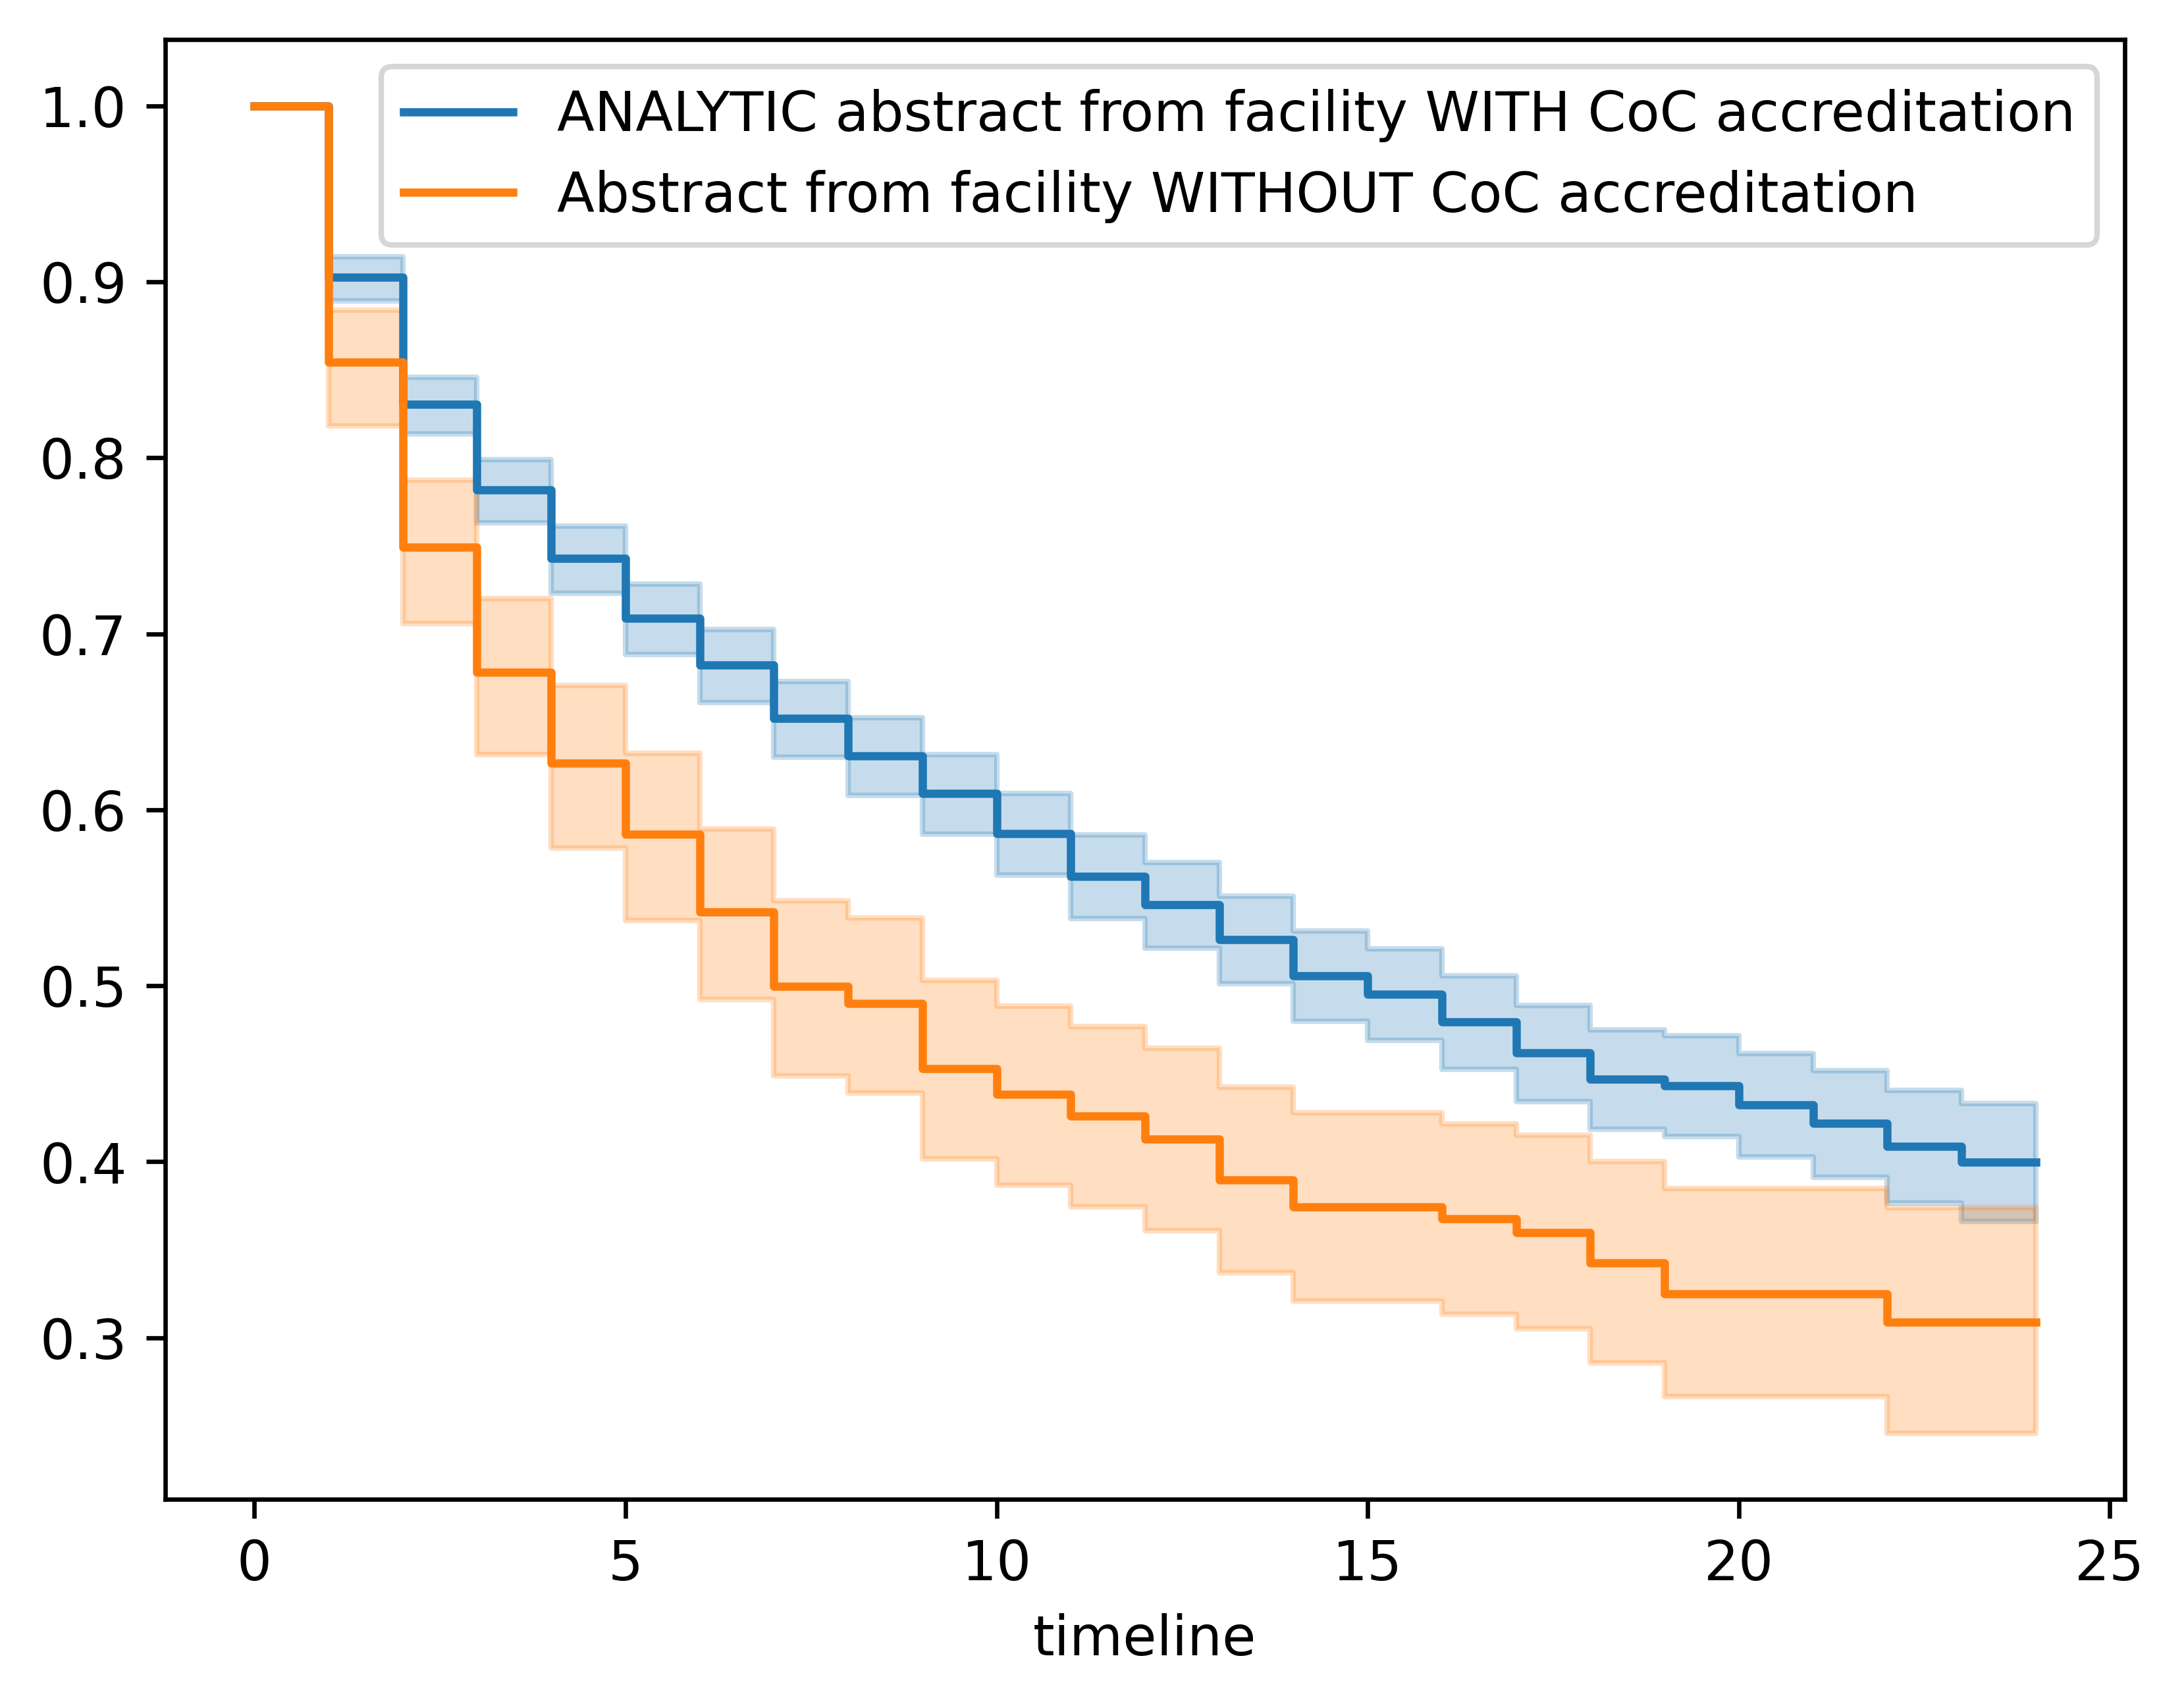 ANALYTIC abstract from facility WITH CoC accreditation
Abstract from facility WITHOUT CoC accreditation
1.0
0.9
0.8
0.7
0.6
0.5
0.4
0.3
0 5 10 15 20 25
timeline